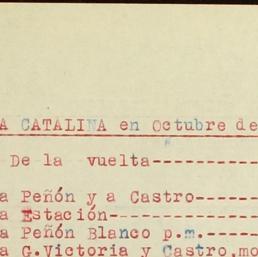 A CATALINA en Octubre de
De la vuelta-----------
a Peñón y a Castro------
a Estación--------------
a Peñón Blanco p.m.-----
a G.Victoria y Castro,mo